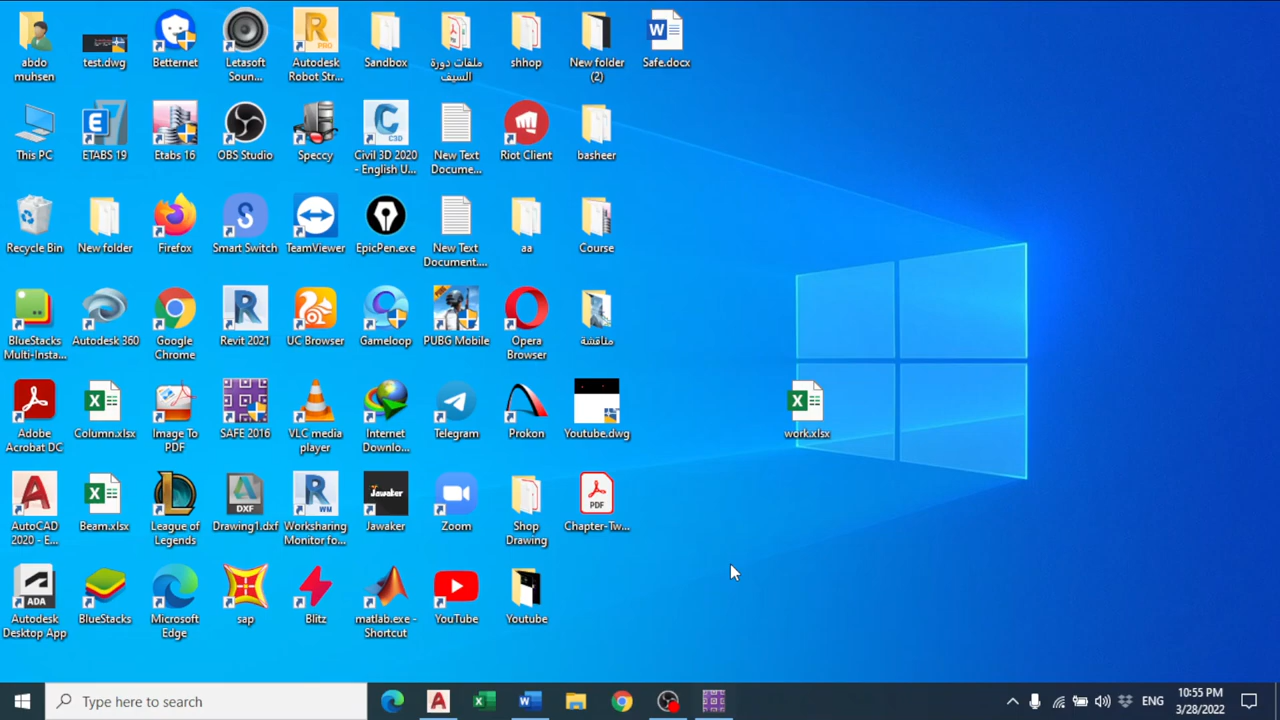 abdo muhsen
test.dwg
Betternet
Letasoft Soun...
Autodesk Robot Str...
Sandbox
ملفات دورة السيف
shhop
New folder (2)
Safe.docx
This PC
ETABS 19
Etabs 16
OBS Studio
Speccy
Civil 3D 2020 - English U...
New Text Docume...
Riot Client
basheer
Recycle Bin
New folder
Firefox
Smart Switch
TeamViewer
EpicPen.exe
New Text Document....
aa
Course
BlueStacks Multi-Insta...
Autodesk 360
Google Chrome
Revit 2021
UC Browser
Gameloop
PUBG Mobile
Opera Browser
مناقشة
Adobe Acrobat DC
Column.xlsx
Image To PDF
SAFE 2016
VLC media player
Internet Downlo...
Telegram
Prokon
Youtube.dwg
work.xlsx
AutoCAD 2020 - E...
Beam.xlsx
League of Legends
Drawing1.dxf
Worksharing Monitor fo...
Jawaker
Zoom
Shop Drawing
Chapter-Tw...
Autodesk Desktop App
BlueStacks
Microsoft Edge
sap
Blitz
matlab.exe - Shortcut
YouTube
Youtube
Type here to search
ENG
10:55 PM
3/28/2022